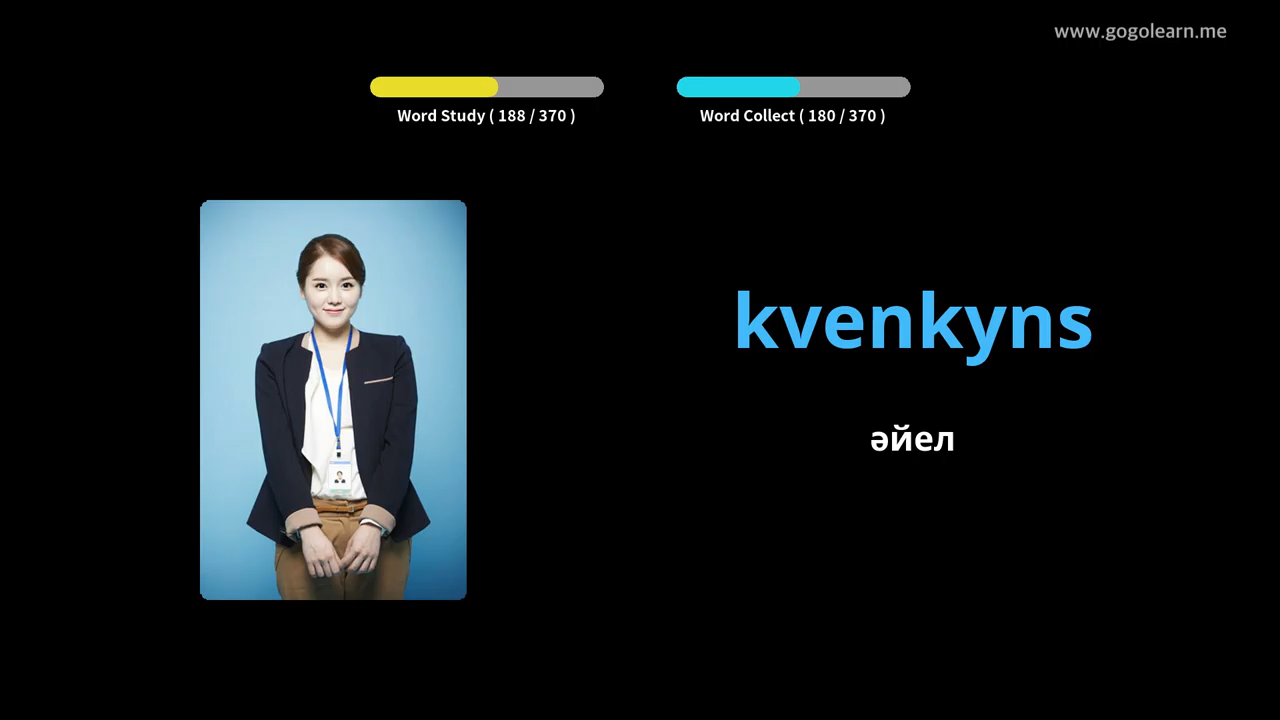 www.gogolearn.me
Word Study ( 188 / 370 )
Word Collect ( 180 / 370 )
kvenkyns
әйел